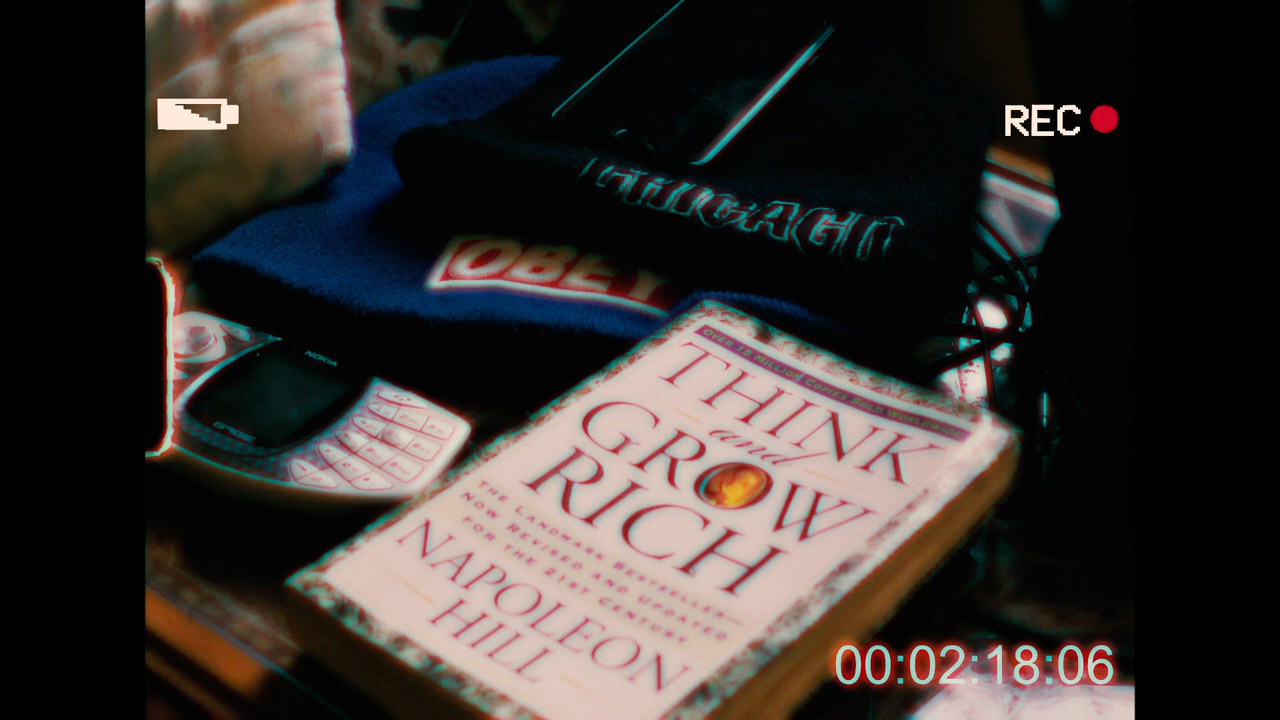 REC
CHICAGO
OBEY
NOKIA
OVER 15 MILLION COPIES SOLD WORLDWIDE
THINK
and
GROW
RICH
THE LANDMARK BESTSELLER—
NOW REVISED AND UPDATED
FOR THE 21ST CENTURY
NAPOLEON
HILL
00:02:18:06